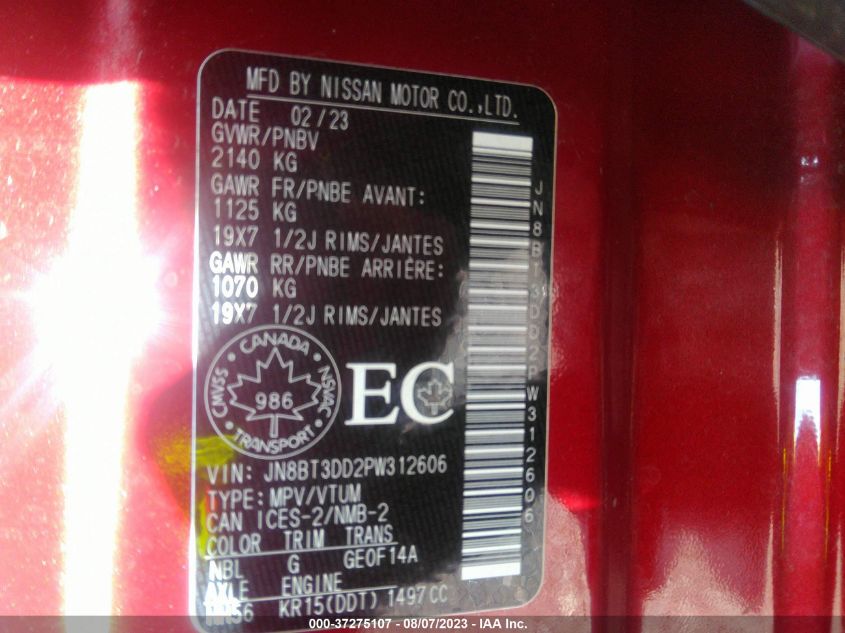 MFD BY NISSAN MOTOR CO.,LTD.
DATE 02/23
GVWR/PNBV
2140 KG
GAWR FR/PNBE AVANT:
1125 KG
19X7 1/2J RIMS/JANTES
GAWR RR/PNBE ARRIÈRE:
1070 KG
19X7 1/2J RIMS/JANTES
CANADA
CMVSS
NSVAC
986
TRANSPORT
EC
VIN: JN8BT3DD2PW312606
TYPE: MPV/VTUM
CAN ICES-2/NMB-2
COLOR TRIM TRANS
NBL G GE0F14A
AXLE ENGINE
KR15(DDT) 1497CC
JN8BT3DD2PW312606
000-37275107 - 08/07/2023 - IAA Inc.